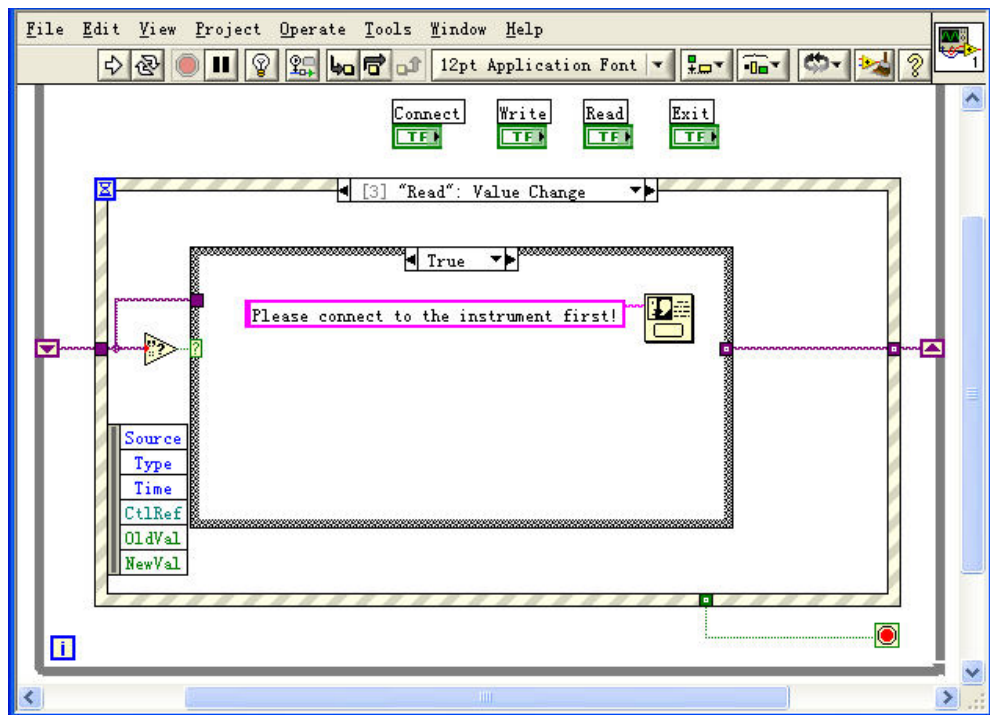 File Edit View Project Operate Tools Window Help
12pt Application Font
?
1
Connect Write Read Exit
TF TF TF TF
[3] "Read": Value Change
True
Please connect to the instrument first!
"?
?
Source
Type
Time
CtlRef
OldVal
NewVal
i